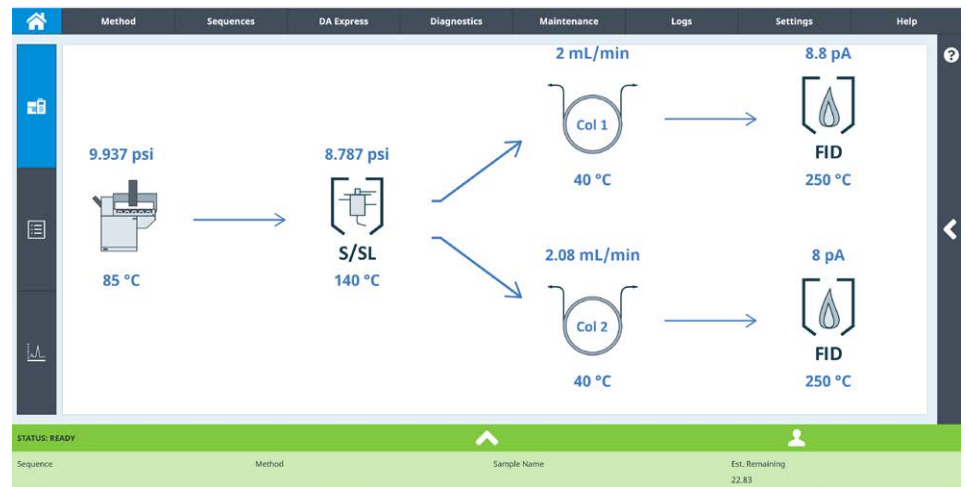 Method Sequences DA Express Diagnostics Maintenance Logs Settings Help
2 mL/min 8.8 pA
Col 1
FID
40 °C 250 °C
9.937 psi 8.787 psi
S/SL
85 °C 140 °C
2.08 mL/min 8 pA
Col 2
FID
40 °C 250 °C
STATUS: READY
Sequence Method Sample Name Est. Remaining
22.83